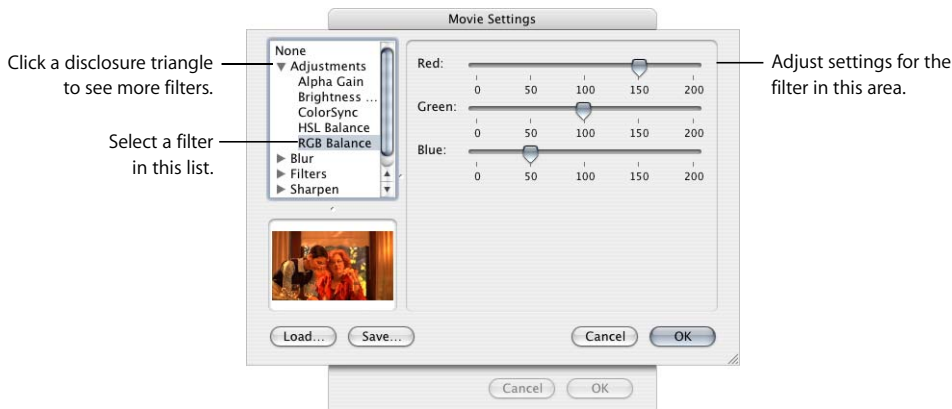 Movie Settings
Click a disclosure triangle
to see more filters.
Select a filter
in this list.
None
Adjustments
Alpha Gain
Brightness ...
ColorSync
HSL Balance
RGB Balance
Blur
Filters
Sharpen
Red:
0 50 100 150 200
Green:
0 50 100 150 200
Blue:
0 50 100 150 200
Adjust settings for the
filter in this area.
Load... Save... Cancel OK
Cancel OK